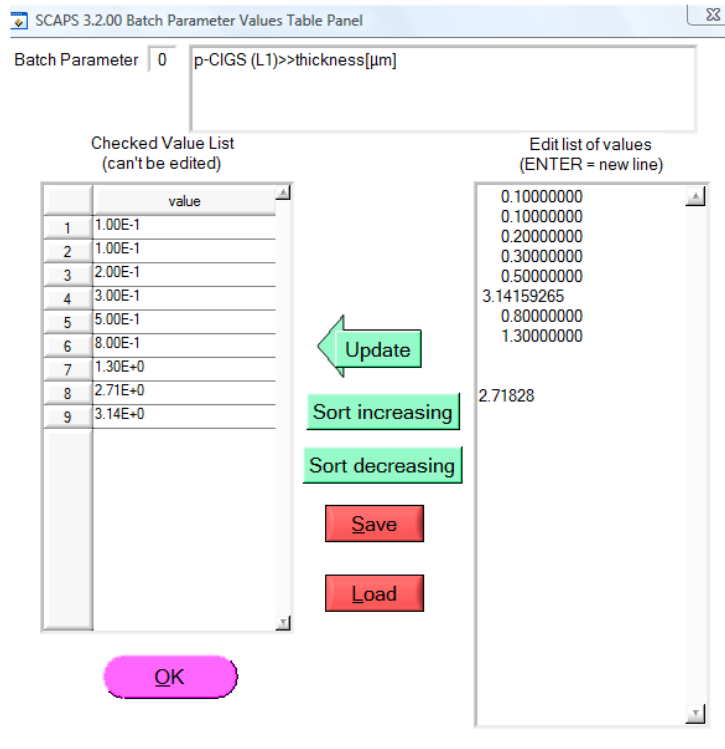 SCAPS 3.2.00 Batch Parameter Values Table Panel
Batch Parameter 0 p-CIGS (L1)>>thickness[µm]
Checked Value List
(can't be edited)
value
1 1.00E-1
2 1.00E-1
3 2.00E-1
4 3.00E-1
5 5.00E-1
6 8.00E-1
7 1.30E+0
8 2.71E+0
9 3.14E+0
OK
Update
Sort increasing
Sort decreasing
Save
Load
Edit list of values
(ENTER = new line)
0.10000000
0.10000000
0.20000000
0.30000000
0.50000000
3.14159265
0.80000000
1.30000000
2.71828